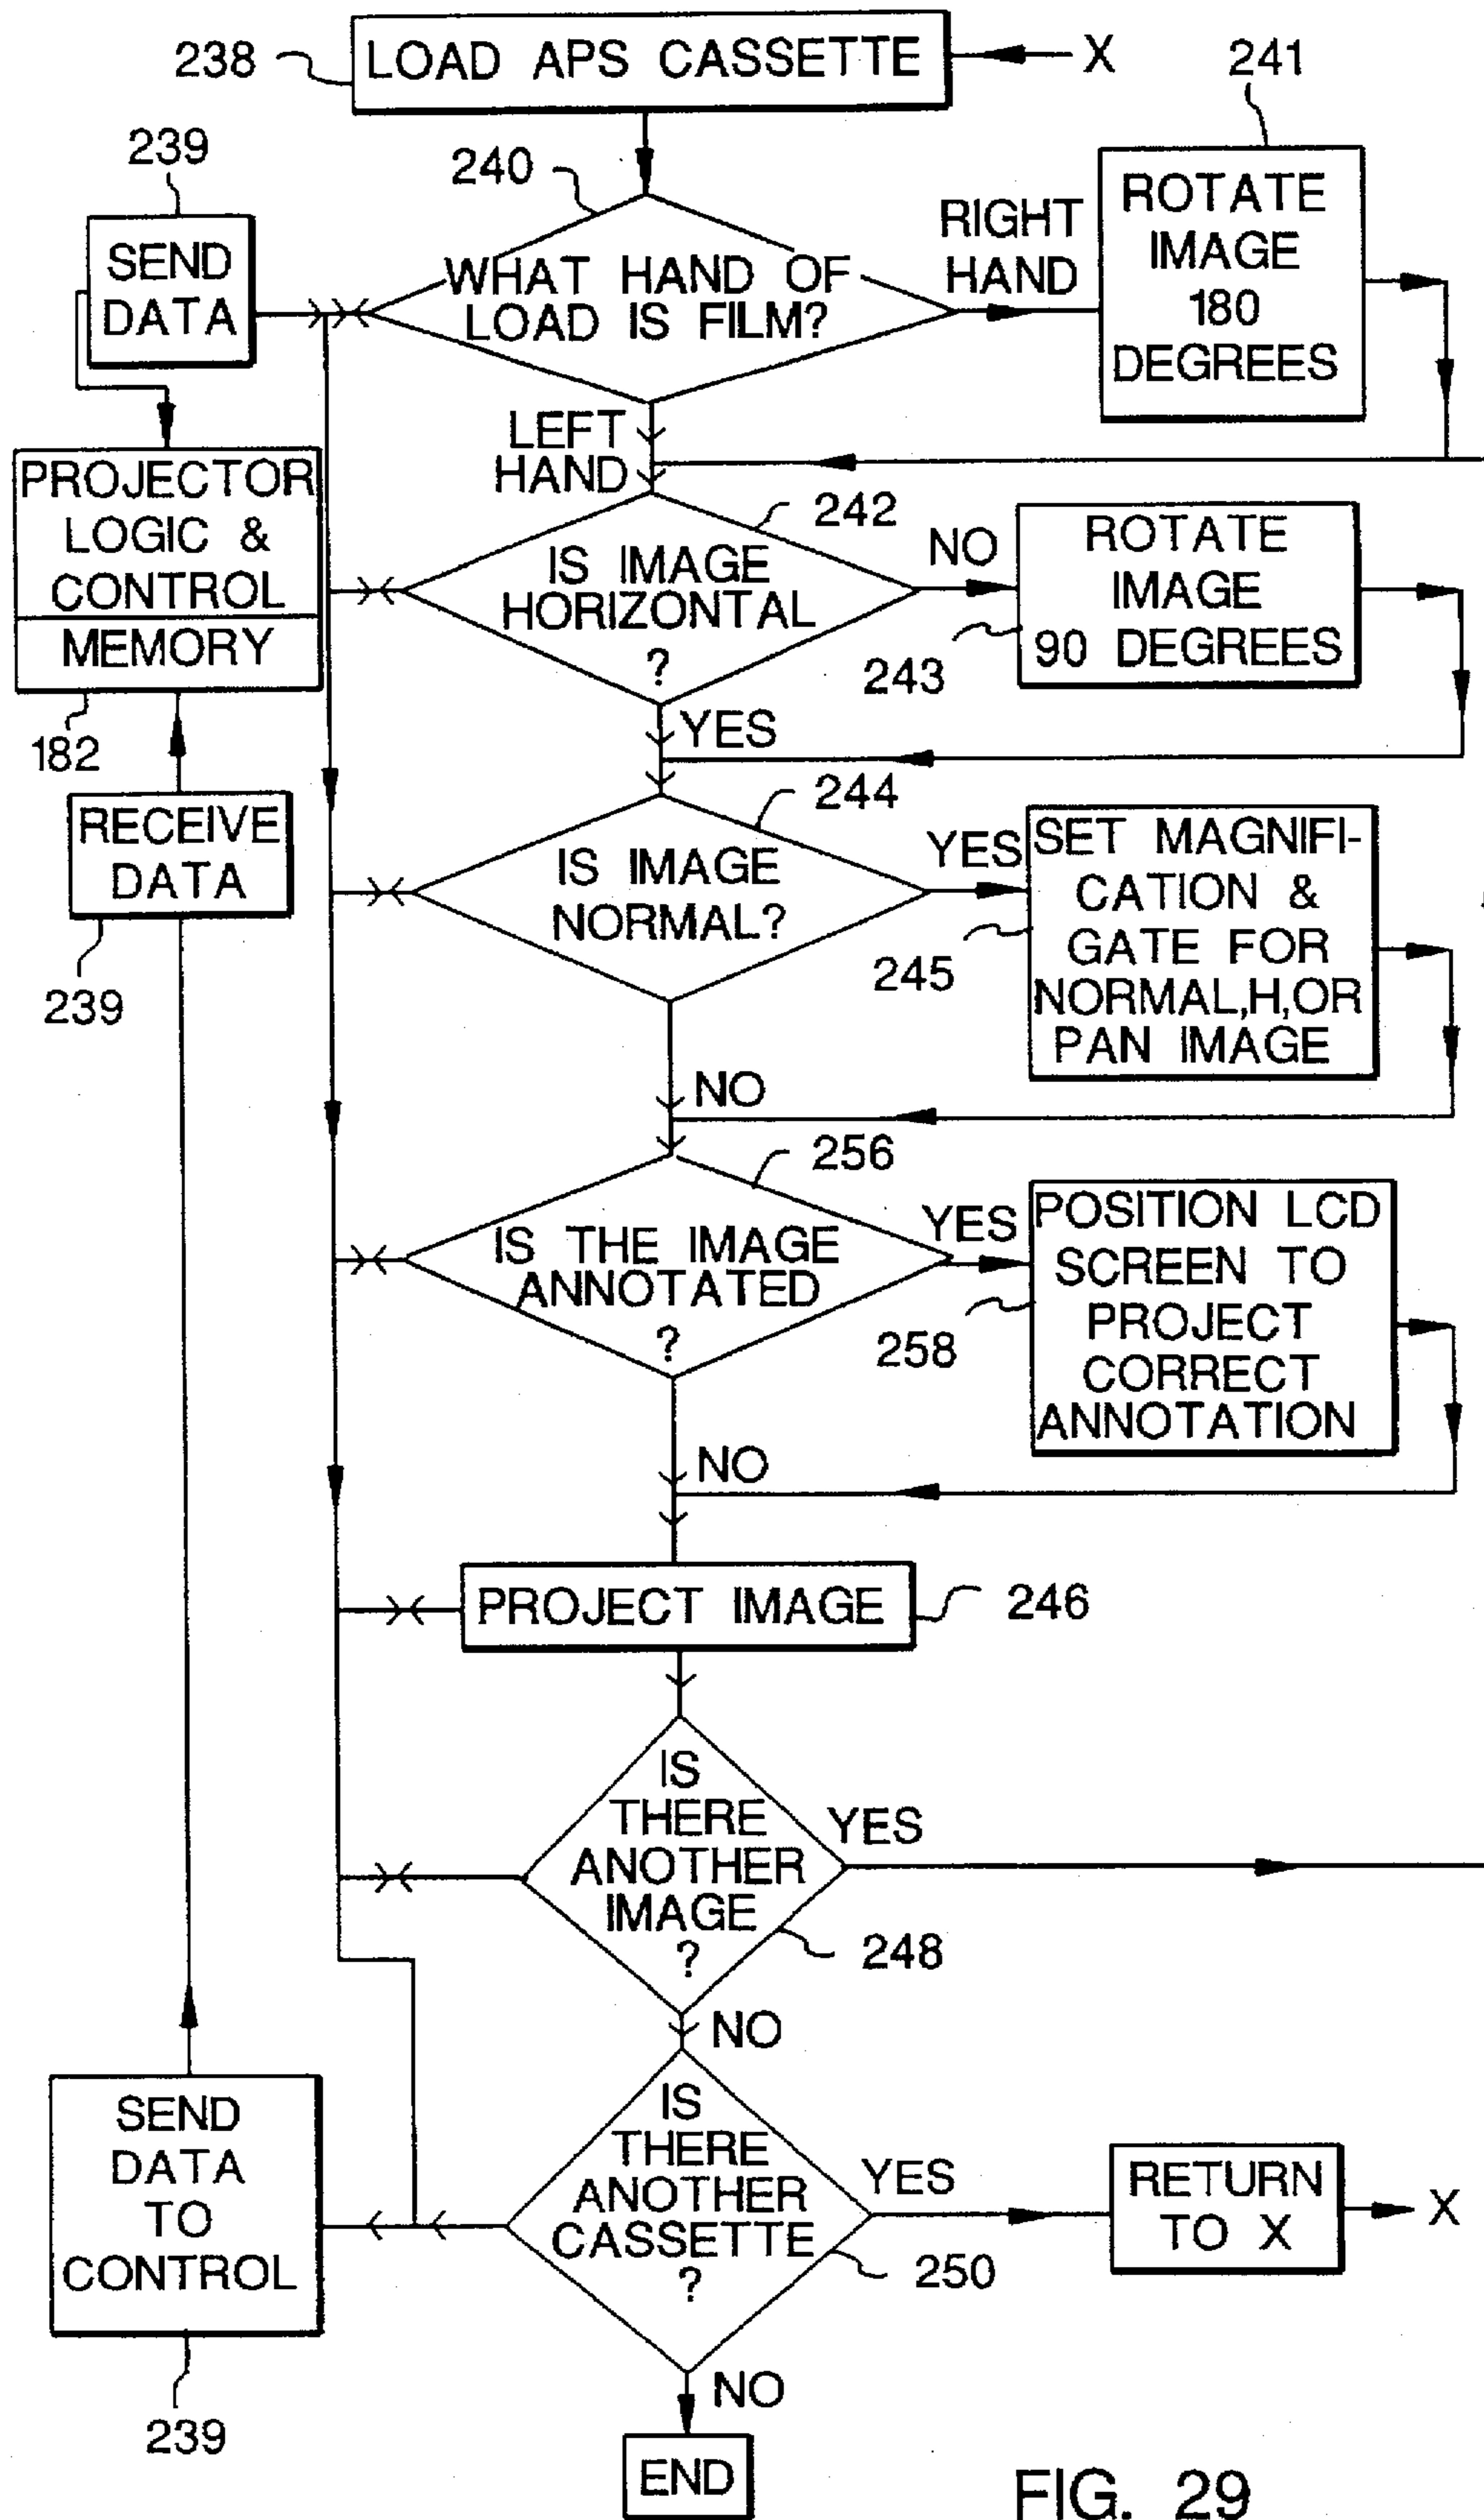 238
LOAD APS CASSETTE
X
241
239
240
SEND
DATA
WHAT HAND OF
LOAD IS FILM?
RIGHT
HAND
ROTATE
IMAGE
180
DEGREES
LEFT
HAND
PROJECTOR
LOGIC &
CONTROL
MEMORY
182
242
IS IMAGE
HORIZONTAL
?
NO
ROTATE
IMAGE
90 DEGREES
243
YES
RECEIVE
DATA
239
244
IS IMAGE
NORMAL?
YES
SET MAGNIFI-
CATION &
GATE FOR
NORMAL,H,OR
PAN IMAGE
245
NO
256
IS THE IMAGE
ANNOTATED
?
YES
POSITION LCD
SCREEN TO
PROJECT
CORRECT
ANNOTATION
258
NO
PROJECT IMAGE
246
IS
THERE
ANOTHER
IMAGE
?
YES
248
NO
SEND
DATA
TO
CONTROL
239
IS
THERE
ANOTHER
CASSETTE
?
YES
250
RETURN
TO X
X
NO
END
FIG. 29